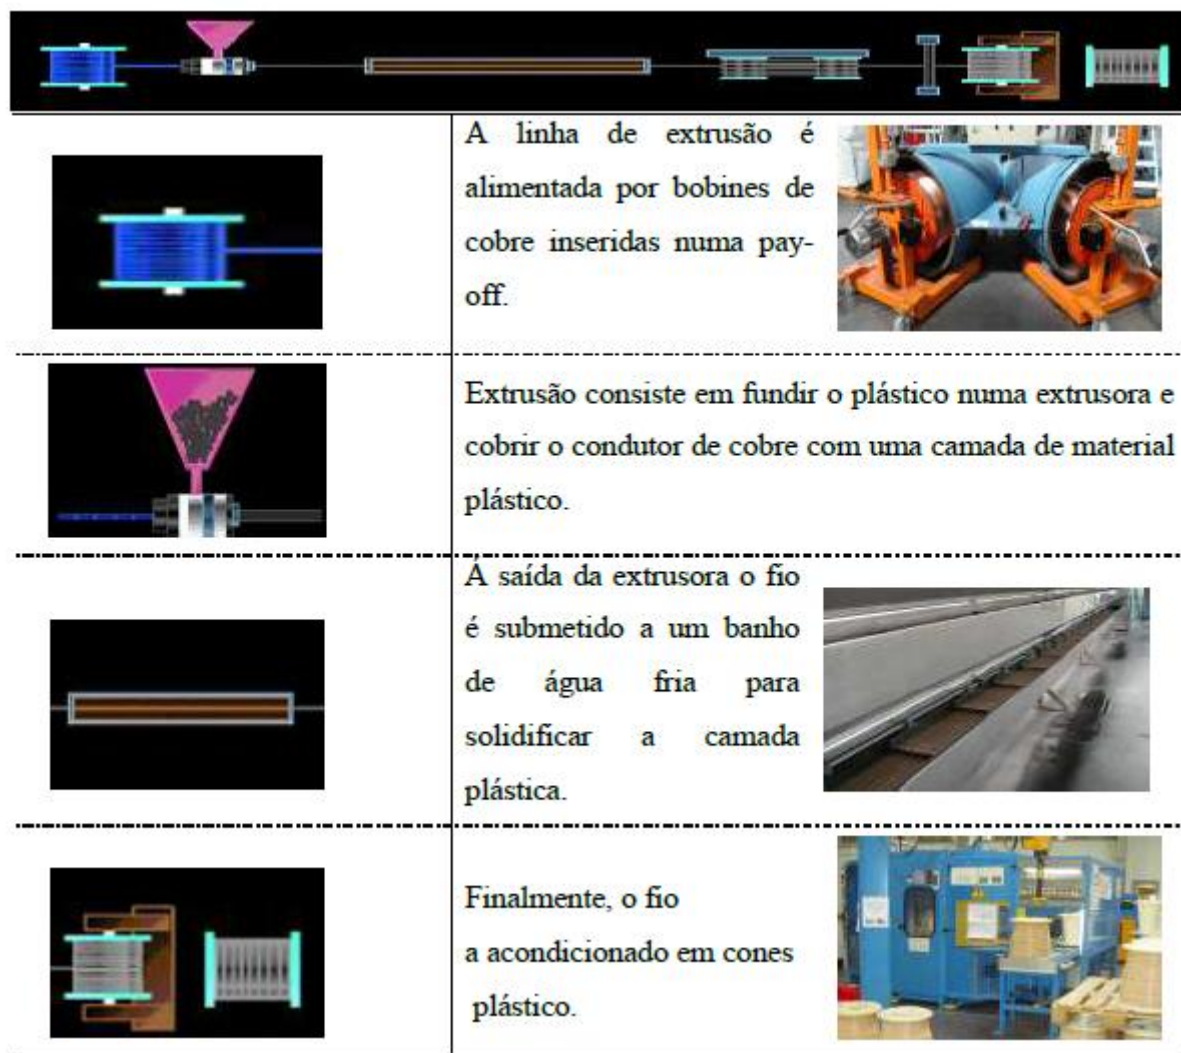 A linha de extrusão é
alimentada por bobines de
cobre inseridas numa pay-
off.
Extrusão consiste em fundir o plástico numa extrusora e
cobrir o condutor de cobre com uma camada de material
plástico.
À saída da extrusora o fio
é submetido a um banho
de água fria para
solidificar a camada
plástica.
Finalmente, o fio
a acondicionado em cones
plástico.